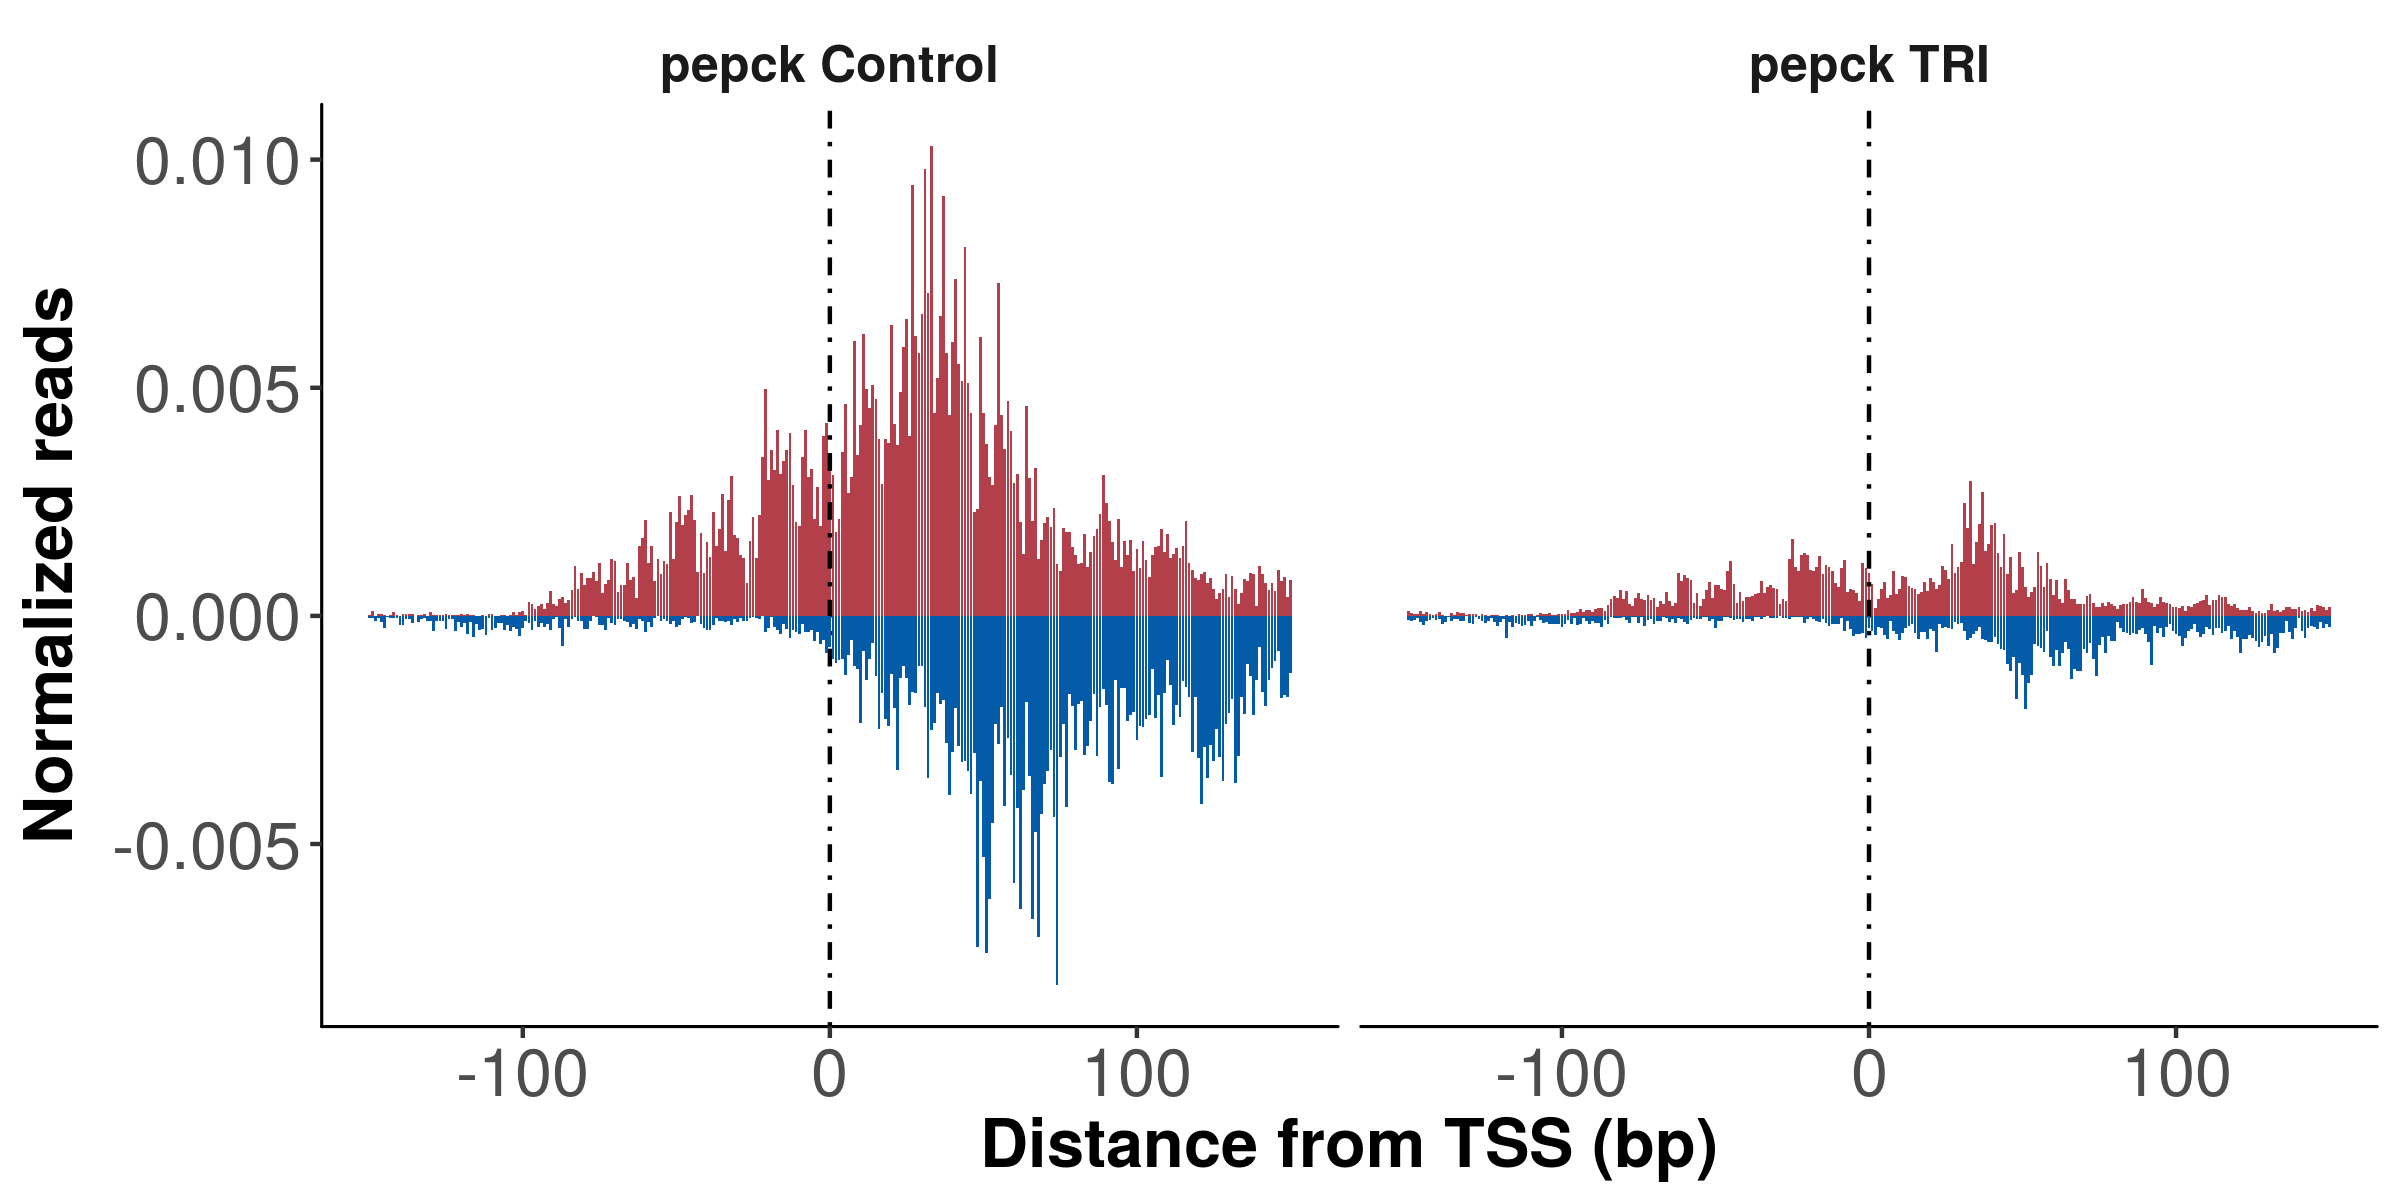 pepck Control
pepck TRI
Normalized reads
0.010
0.005
0.000
-0.005
-100 0 100
-100 0 100
Distance from TSS (bp)